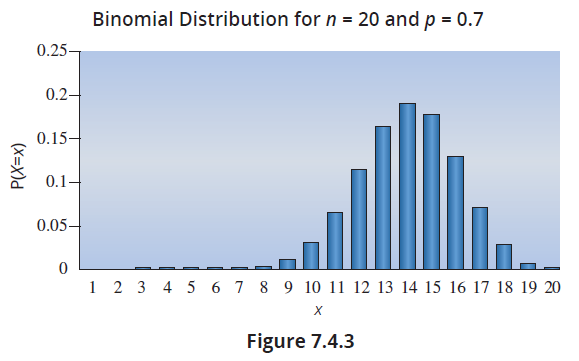 Binomial Distribution for n = 20 and p = 0.7
0.25
0.2
0.15
0.1
0.05
0
P(X=x)
1 2 3 4 5 6 7 8 9 10 11 12 13 14 15 16 17 18 19 20
x
Figure 7.4.3